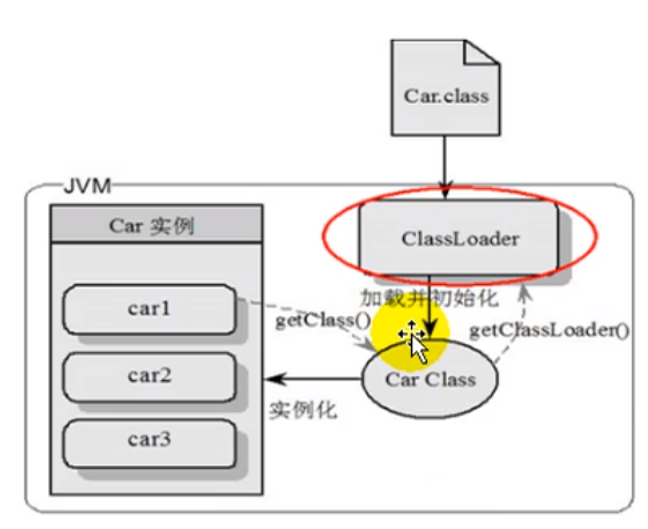 Car.class
JVM
Car 实例
ClassLoader
car1
加载并初始化
getClass()
getClassLoader()
car2
Car Class
实例化
car3